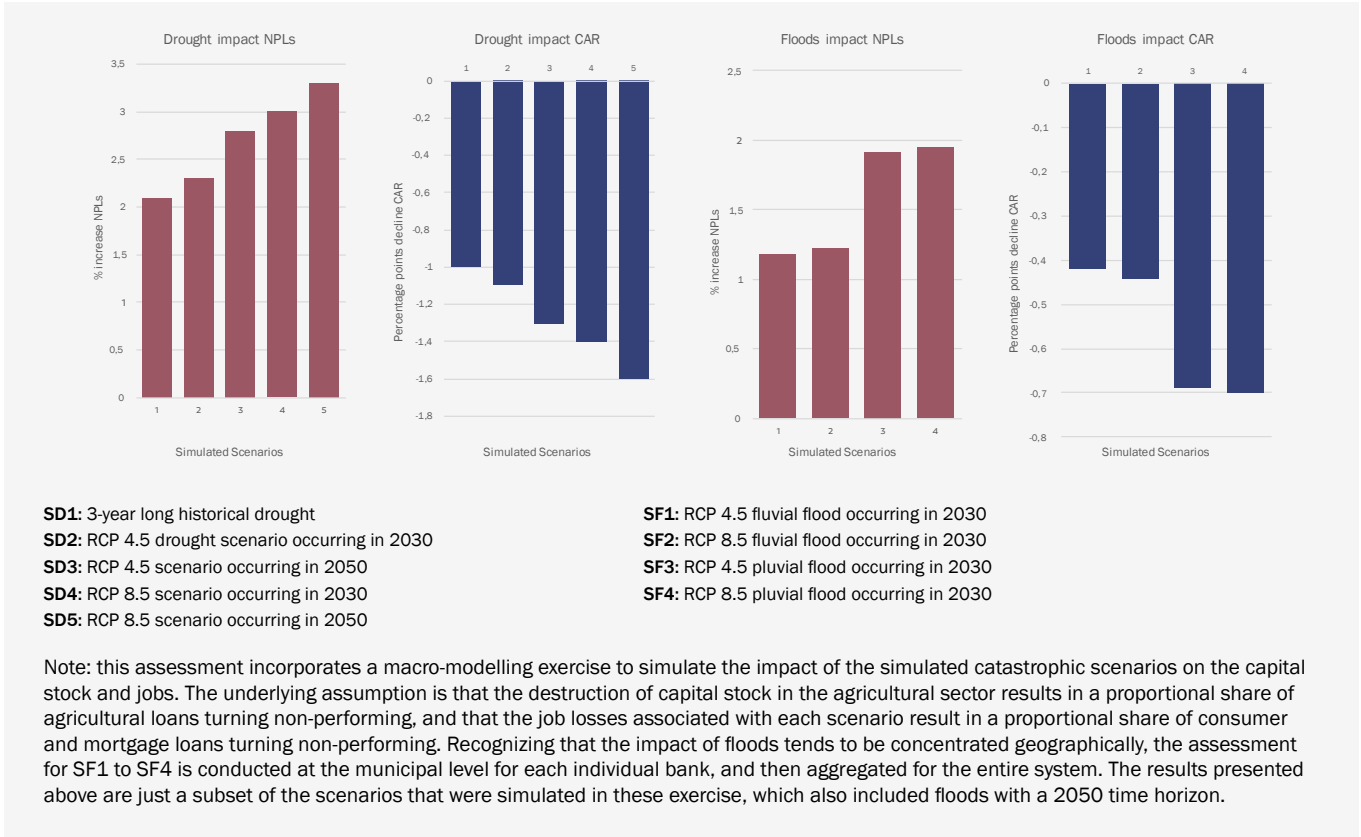 Drought impact NPLs
3,5
3
2,5
2
1,5
1
0,5
0
% increase NPLs
1 2 3 4 5
Simulated Scenarios
Drought impact CAR
1 2 3 4 5
0
-0,2
-0,4
-0,6
-0,8
-1
-1,2
-1,4
-1,6
-1,8
Percentage points decline CAR
Simulated Scenarios
Floods impact NPLs
2,5
2
1,5
1
0,5
0
% increase NPLs
1 2 3 4
Simulated Scenarios
Floods impact CAR
1 2 3 4
0
-0,1
-0,2
-0,3
-0,4
-0,5
-0,6
-0,7
-0,8
Percentage points decline CAR
Simulated Scenarios
SD1: 3-year long historical drought
SD2: RCP 4.5 drought scenario occurring in 2030
SD3: RCP 4.5 scenario occurring in 2050
SD4: RCP 8.5 scenario occurring in 2030
SD5: RCP 8.5 scenario occurring in 2050
SF1: RCP 4.5 fluvial flood occurring in 2030
SF2: RCP 8.5 fluvial flood occurring in 2030
SF3: RCP 4.5 pluvial flood occurring in 2030
SF4: RCP 8.5 pluvial flood occurring in 2030
Note: this assessment incorporates a macro-modelling exercise to simulate the impact of the simulated catastrophic scenarios on the capital
stock and jobs. The underlying assumption is that the destruction of capital stock in the agricultural sector results in a proportional share of
agricultural loans turning non-performing, and that the job losses associated with each scenario result in a proportional share of consumer
and mortgage loans turning non-performing. Recognizing that the impact of floods tends to be concentrated geographically, the assessment
for SF1 to SF4 is conducted at the municipal level for each individual bank, and then aggregated for the entire system. The results presented
above are just a subset of the scenarios that were simulated in these exercise, which also included floods with a 2050 time horizon.